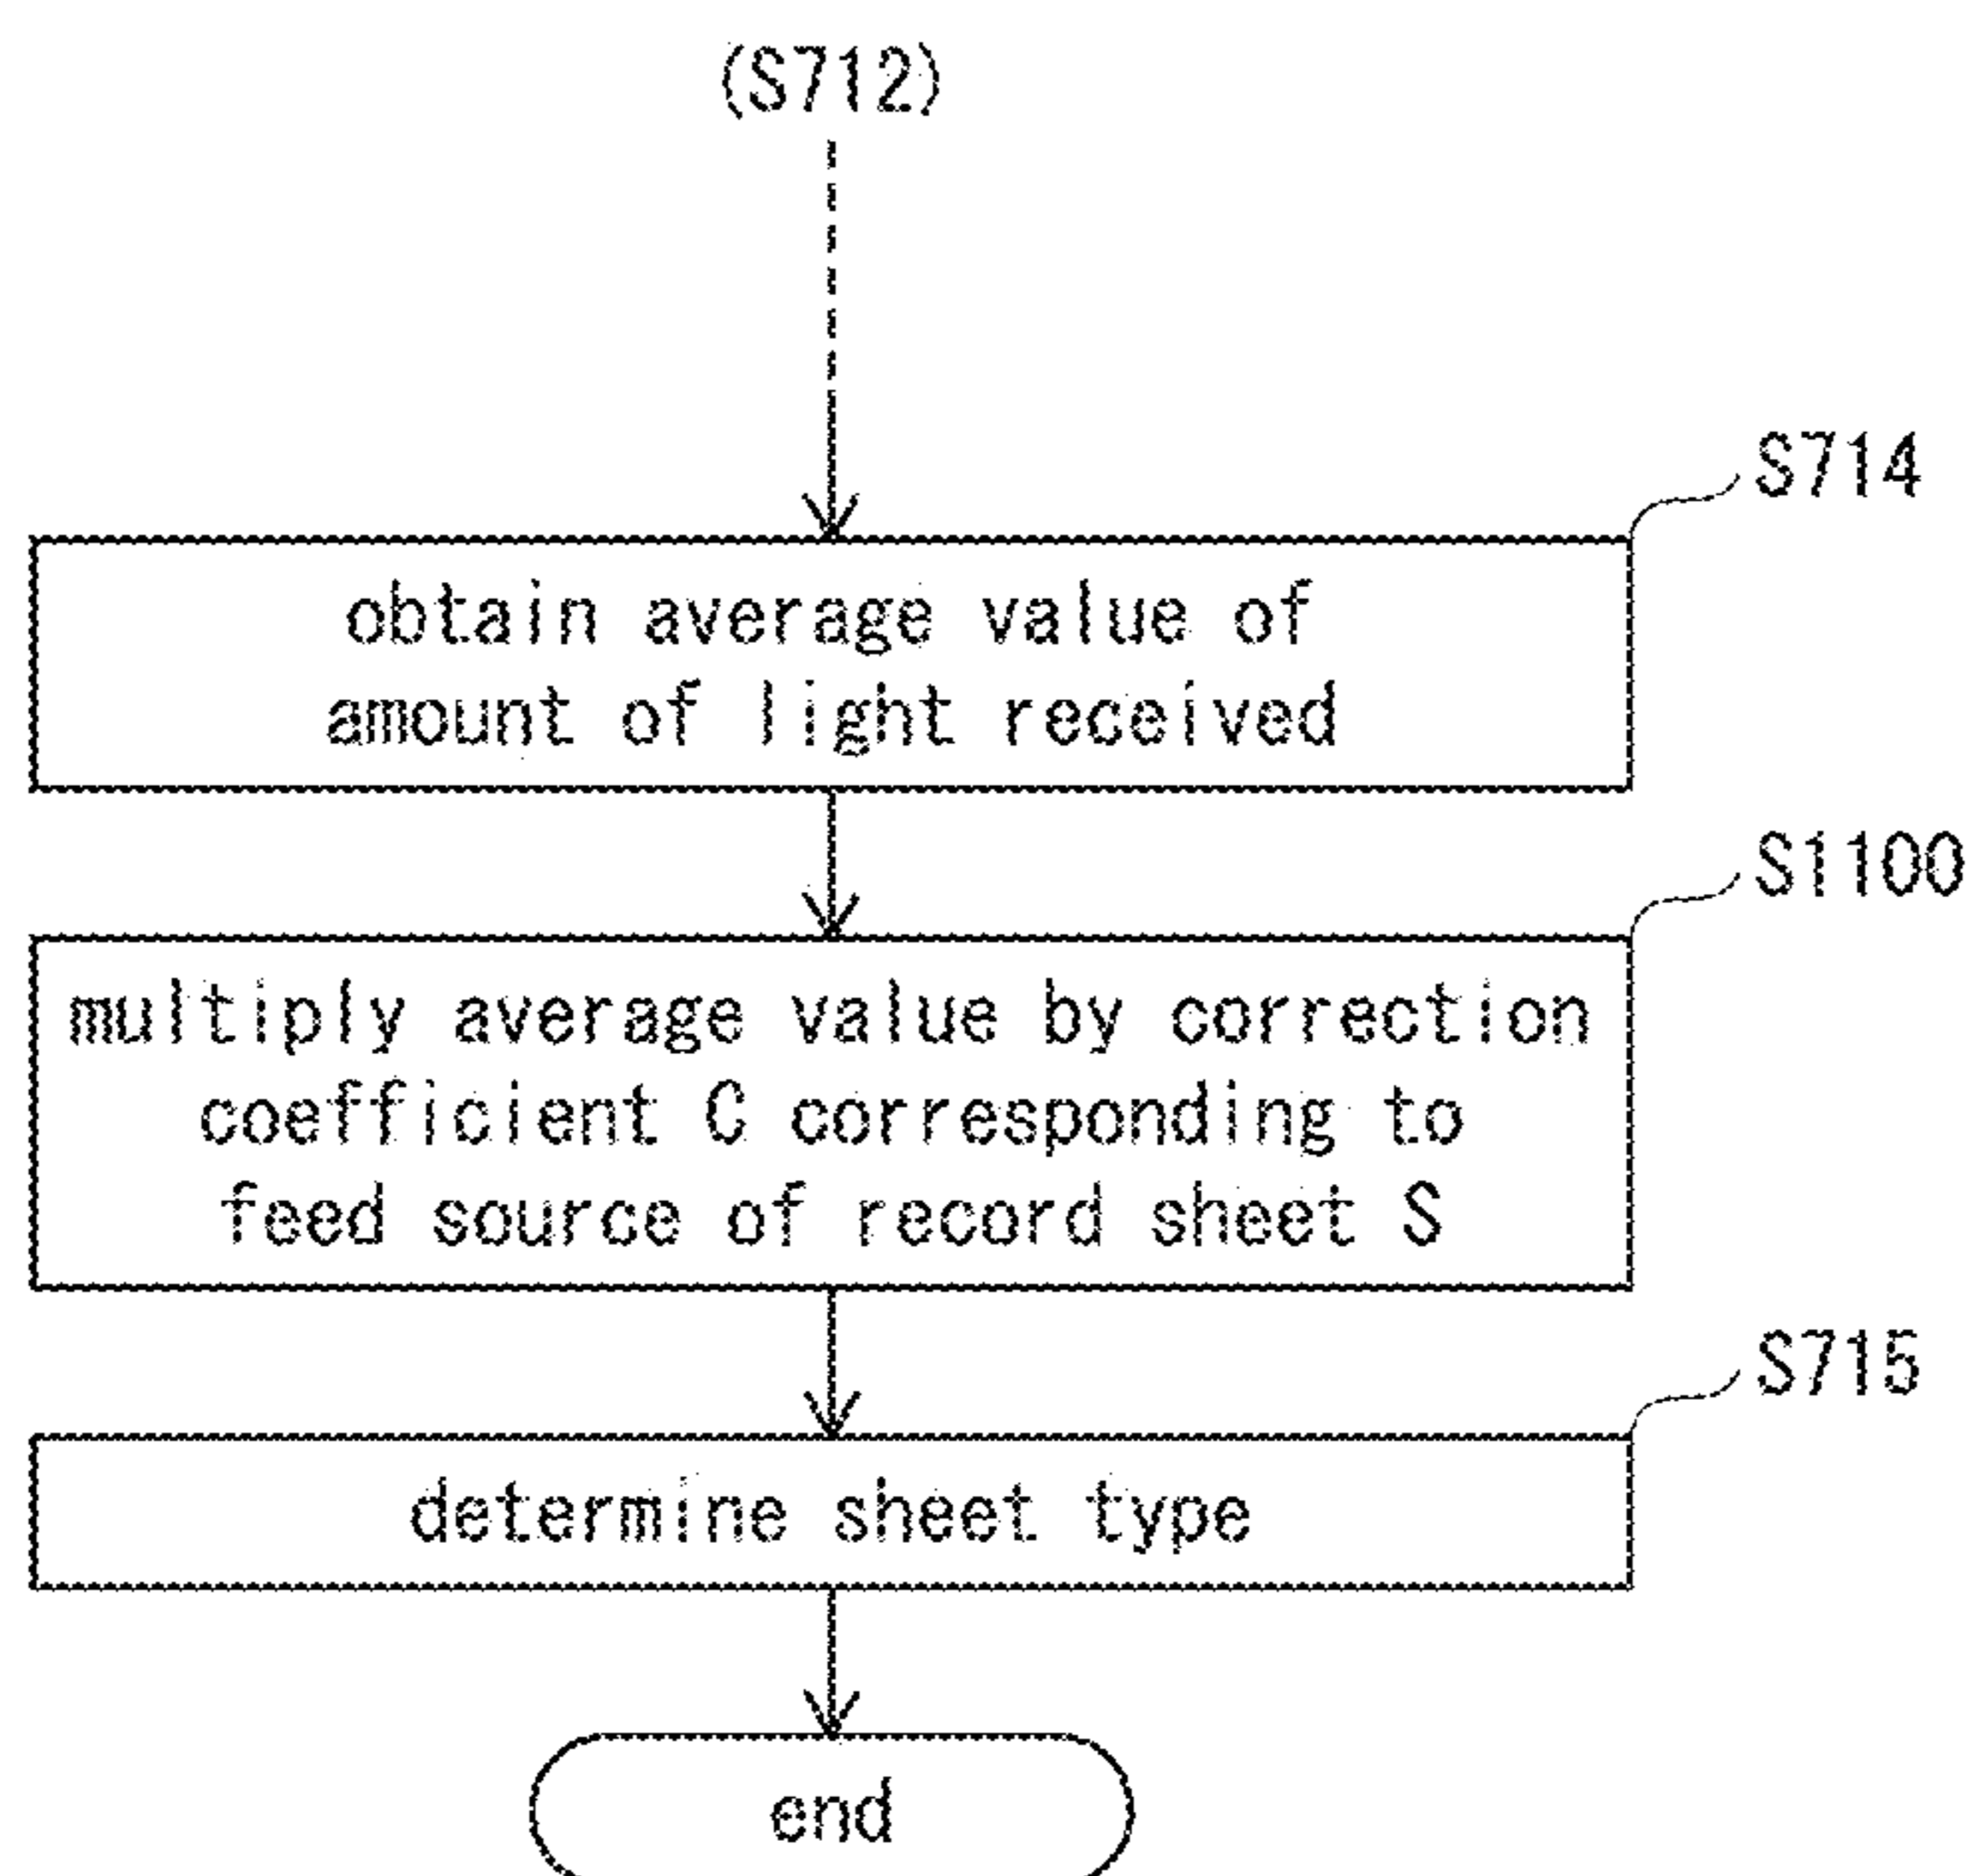 (S712)
S714
obtain average value of
amount of light received
S1100
multiply average value by correction
coefficient C corresponding to
feed source of record sheet S
S715
determine sheet type
end